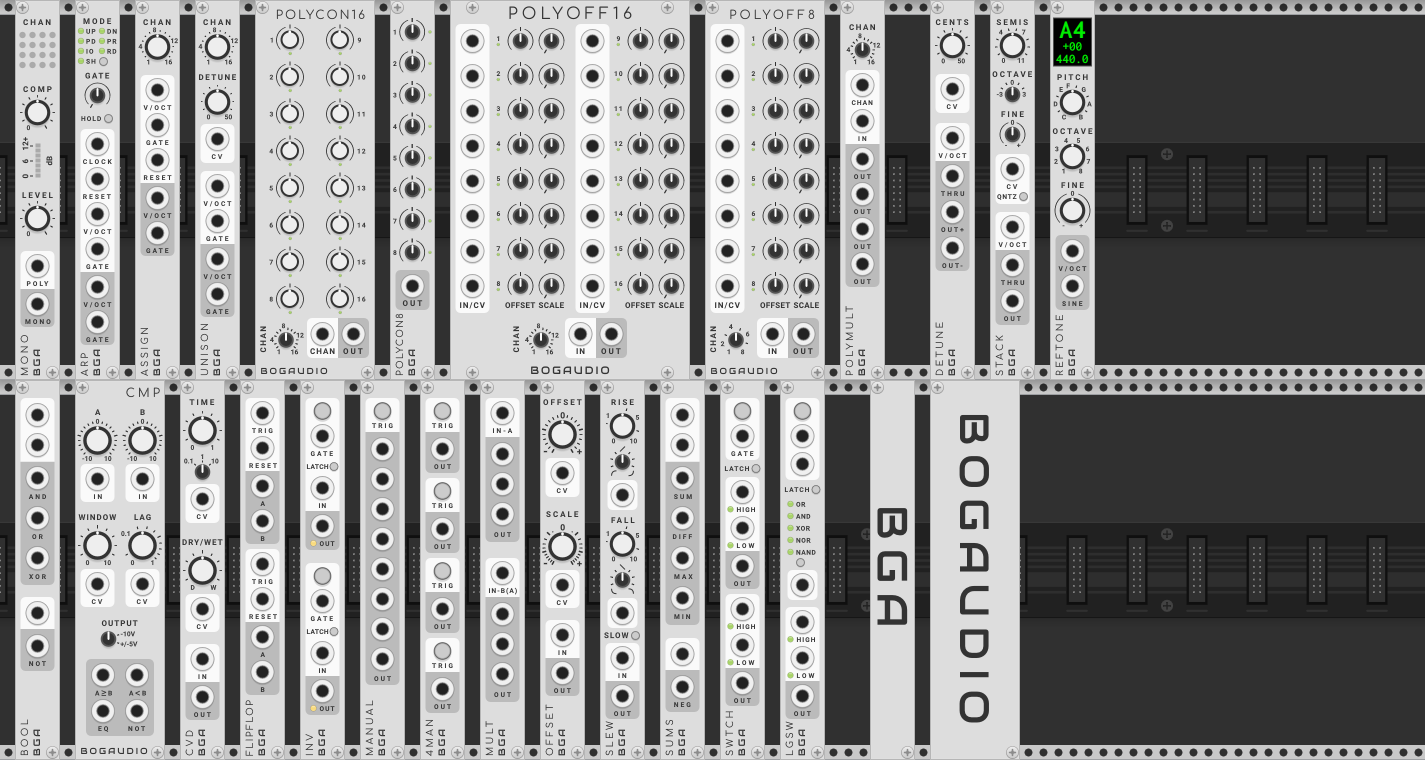 CHAN
COMP
0
12+
6
0
dB
LEVEL
0
POLY
MONO
MONO
BGA
MODE
UP DN
PD PR
IO RD
SH
GATE
HOLD
CLOCK
RESET
V/OCT
GATE
V/OCT
GATE
ARP
BGA
CHAN
4 8 12
1 16
V/OCT
GATE
RESET
V/OCT
GATE
ASSIGN
BGA
CHAN
4 8 12
1 16
DETUNE
0 50
CV
V/OCT
GATE
V/OCT
GATE
UNISON
BGA
POLYCON16
1 9
2 10
3 11
4 12
5 13
6 14
7 15
8 16
CHAN
4 8 12
1 16
CHAN OUT
BOGAUDIO
1
2
3
4
5
6
7
8
OUT
POLYCON8
BGA
POLYOFF16
1 9
2 10
3 11
4 12
5 13
6 14
7 15
8 16
IN/CV OFFSET SCALE IN/CV OFFSET SCALE
CHAN
4 8 12
1 16
IN OUT
BOGAUDIO
POLYOFF8
1
2
3
4
5
6
7
8
IN/CV OFFSET SCALE
CHAN
2 4 6
1 8
IN OUT
BOGAUDIO
CHAN
4 8 12
1 16
CHAN
IN
OUT
OUT
OUT
OUT
POLYMULT
BGA
CENTS
0 50
CV
V/OCT
THRU
OUT+
OUT-
DETUNE
BGA
SEMIS
4 7
0 11
OCTAVE
0
-3 3
FINE
0
- +
CV
QNTZ
V/OCT
THRU
OUT
STACK
BGA
A4
+00
440.0
PITCH
E F G
D A
C B
OCTAVE
4 5
3
2 7
1 8
FINE
0
- +
V/OCT
SINE
REFTONE
BGA
AND
OR
XOR
NOT
BOOL
BGA
CMP
A B
0 0
-10 10 -10 10
IN IN
WINDOW LAG
0.1
0 10 0 1
CV CV
OUTPUT
-10V
+/-5V
A≥B A<B
EQ NOT
BOGAUDIO
TIME
0 1
0.1 1 10
CV
DRY/WET
D W
CV
IN
OUT
CVD
BGA
TRIG
RESET
A
B
TRIG
RESET
A
B
FLIPFLOP
BGA
GATE
LATCH
IN
OUT
GATE
LATCH
IN
OUT
INV
BGA
TRIG
OUT
MANUAL
BGA
TRIG
OUT
TRIG
OUT
TRIG
OUT
TRIG
OUT
4MAN
BGA
IN-A
OUT
IN-B(A)
OUT
MULT
BGA
OFFSET
0
- +
CV
SCALE
0
- +
CV
IN
OUT
OFFSET
BGA
RISE
1 5
0 10
FALL
1 5
0 10
SLOW
IN
OUT
SLEW
BGA
SUM
DIFF
MAX
MIN
NEG
SUMS
BGA
GATE
LATCH
HIGH
LOW
OUT
HIGH
LOW
OUT
SWTCH
BGA
LATCH
OR
AND
XOR
NOR
NAND
HIGH
LOW
OUT
LGSW
BGA
BGA
BOGAUDIO